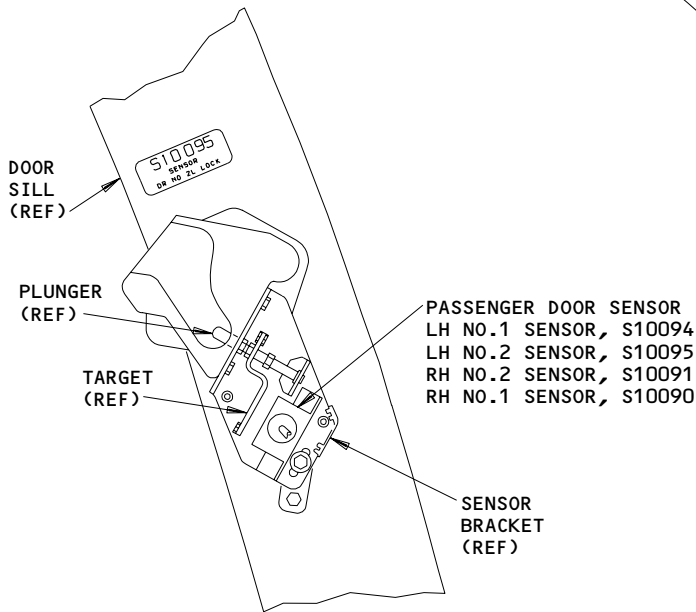 S10095
SENSOR
DR NO 2L LOCK
DOOR
SILL
(REF)
PLUNGER
(REF)
TARGET
(REF)
PASSENGER DOOR SENSOR
LH NO.1 SENSOR, S10094
LH NO.2 SENSOR, S10095
RH NO.2 SENSOR, S10091
RH NO.1 SENSOR, S10090
SENSOR
BRACKET
(REF)